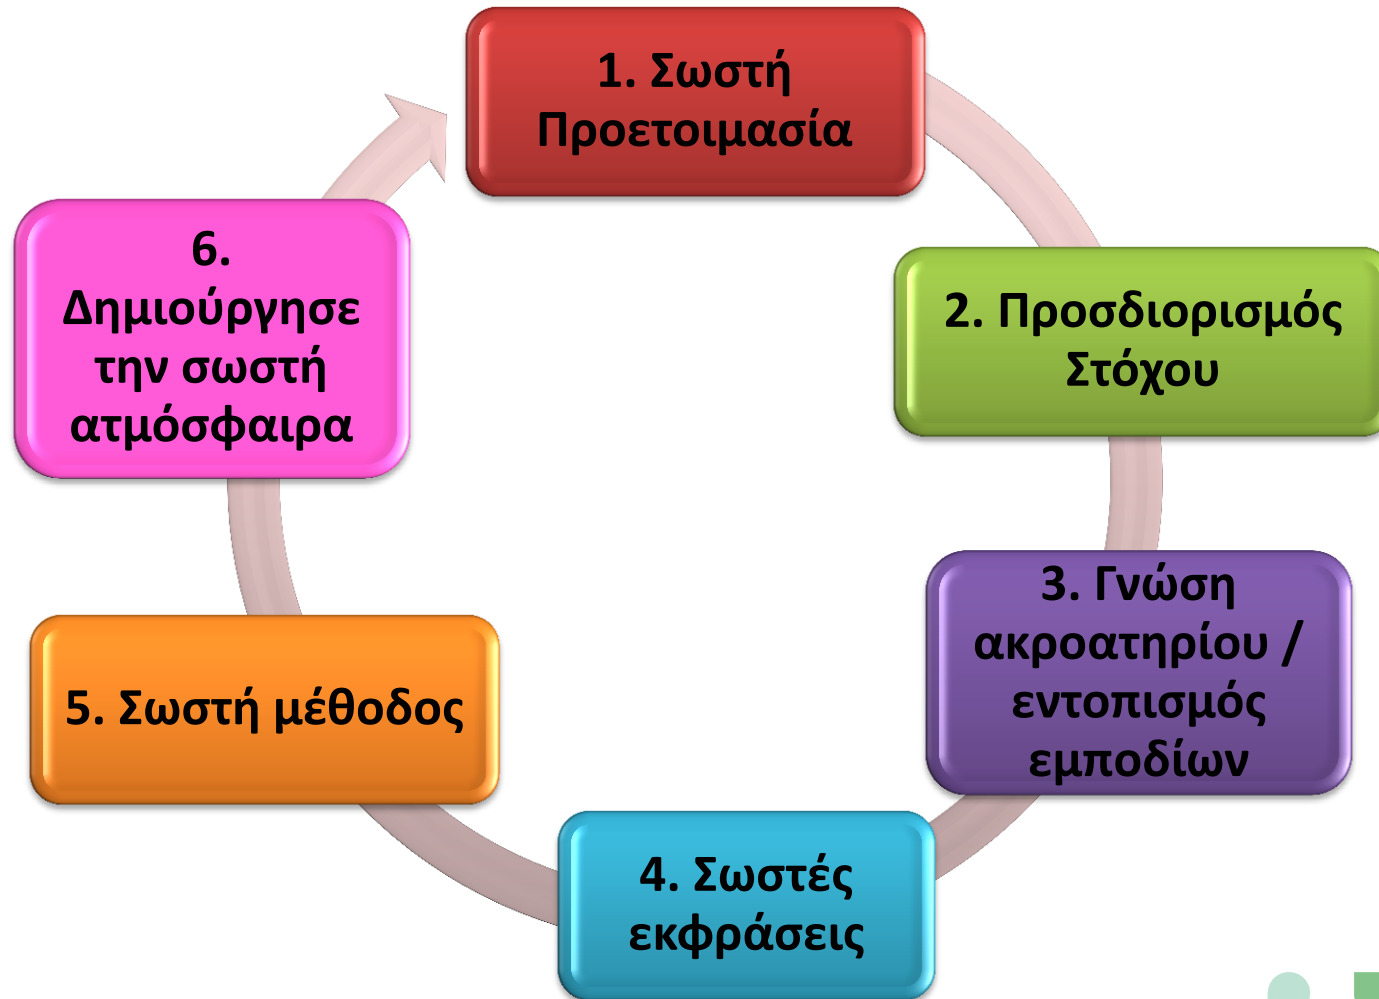 1. Σωστή
Προετοιμασία
2. Προσδιορισμός
Στόχου
3. Γνώση
ακροατηρίου /
εντοπισμός
εμποδίων
4. Σωστές
εκφράσεις
5. Σωστή μέθοδος
6.
Δημιούργησε
την σωστή
ατμόσφαιρα